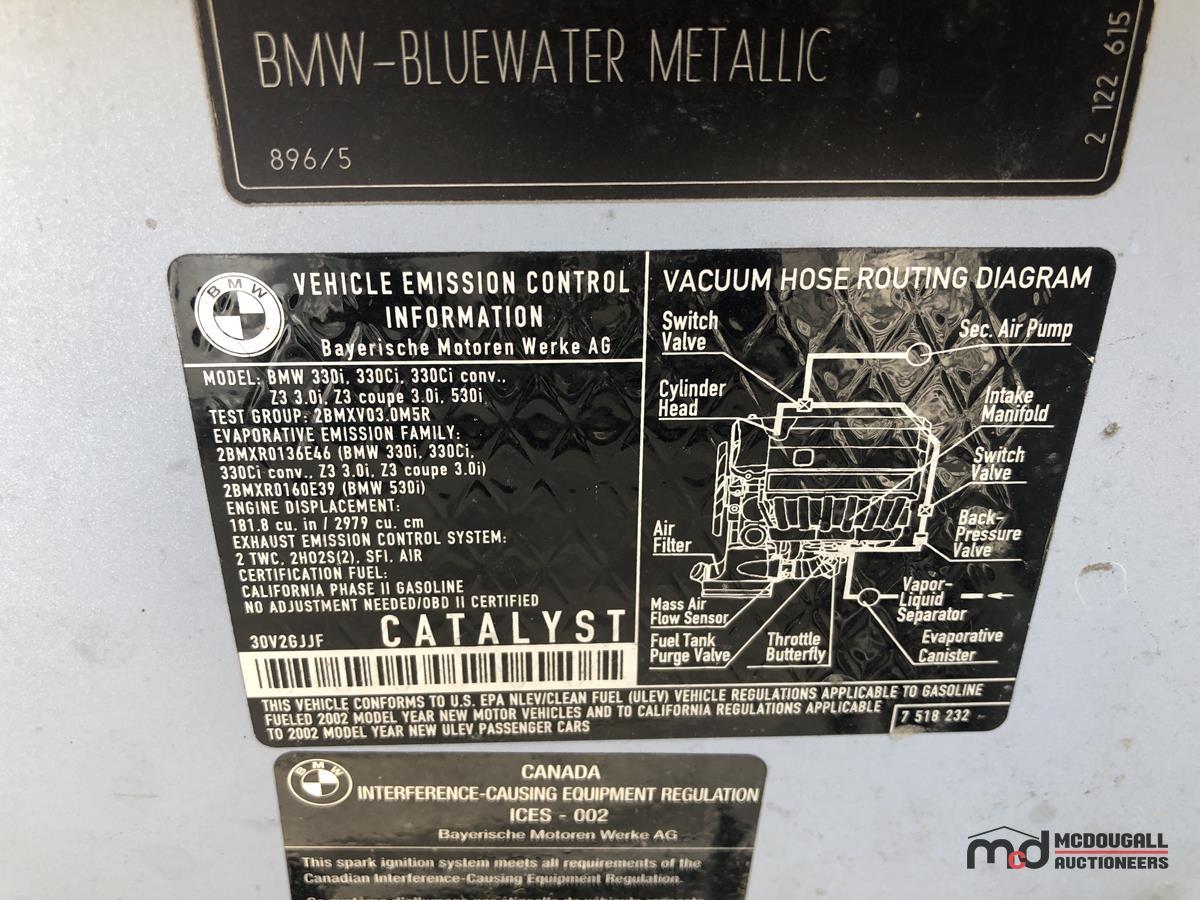 BMW-BLUEWATER METALLIC
896/5
2 122 615
BMW
VEHICLE EMISSION CONTROL
INFORMATION
Bayerische Motoren Werke AG
MODEL: BMW 330i, 330Ci, 330Ci conv.,
Z3 3.0i, Z3 coupe 3.0i, 530i
TEST GROUP: 2BMXV03.0M5R
EVAPORATIVE EMISSION FAMILY:
2BMXR0136E46 (BMW 330i, 330Ci,
330Ci conv., Z3 3.0i, Z3 coupe 3.0i)
2BMXR0160E39 (BMW 530i)
ENGINE DISPLACEMENT:
181.8 cu. in / 2979 cu. cm
EXHAUST EMISSION CONTROL SYSTEM:
2 TWC, 2HO2S(2), SFI, AIR
CERTIFICATION FUEL:
CALIFORNIA PHASE II GASOLINE
NO ADJUSTMENT NEEDED/OBD II CERTIFIED
30V2GJJF
CATALYST
VACUUM HOSE ROUTING DIAGRAM
Switch
Valve
Sec. Air Pump
Cylinder
Head
Intake
Manifold
Switch
Valve
Air
Filter
Back-
Pressure
Valve
Mass Air
Flow Sensor
Vapor-
Liquid
Separator
Fuel Tank
Purge Valve
Throttle
Butterfly
Evaporative
Canister
THIS VEHICLE CONFORMS TO U.S. EPA NLEV/CLEAN FUEL (ULEV) VEHICLE REGULATIONS APPLICABLE TO GASOLINE
FUELED 2002 MODEL YEAR NEW MOTOR VEHICLES AND TO CALIFORNIA REGULATIONS APPLICABLE
TO 2002 MODEL YEAR NEW ULEV PASSENGER CARS
7 518 232
BMW
CANADA
INTERFERENCE-CAUSING EQUIPMENT REGULATION
ICES - 002
Bayerische Motoren Werke AG
This spark ignition system meets all requirements of the
Canadian Interference-Causing Equipment Regulation.
mcd
MCDOUGALL
AUCTIONEERS